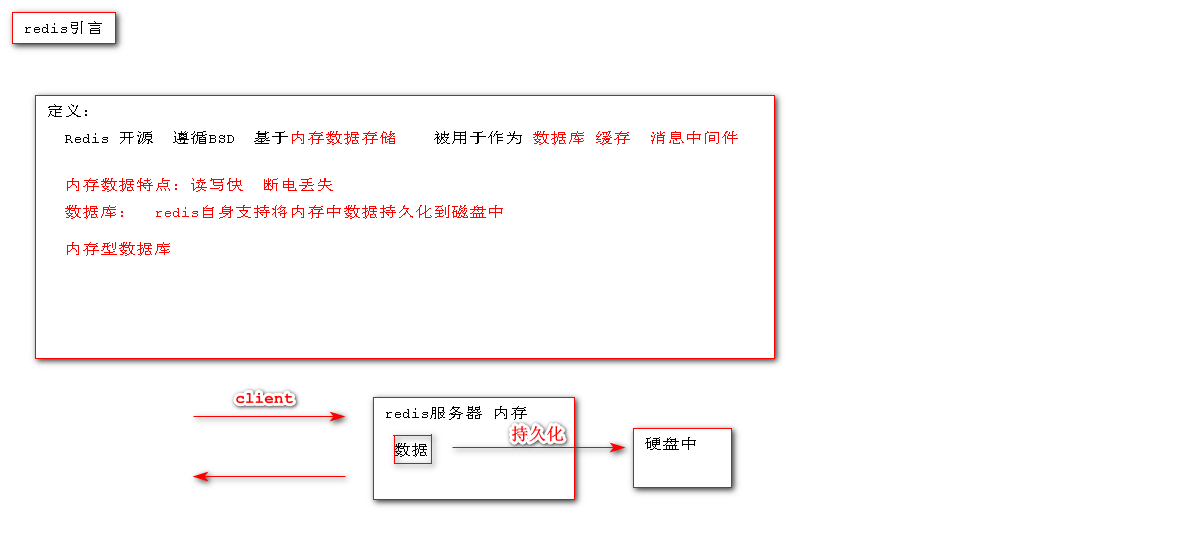 redis引言
定义：
Redis 开源 遵循BSD 基于内存数据存储 被用于作为 数据库 缓存 消息中间件
内存数据特点：读写快 断电丢失
数据库： redis自身支持将内存中数据持久化到磁盘中
内存型数据库
client
redis服务器 内存
持久化
数据
硬盘中